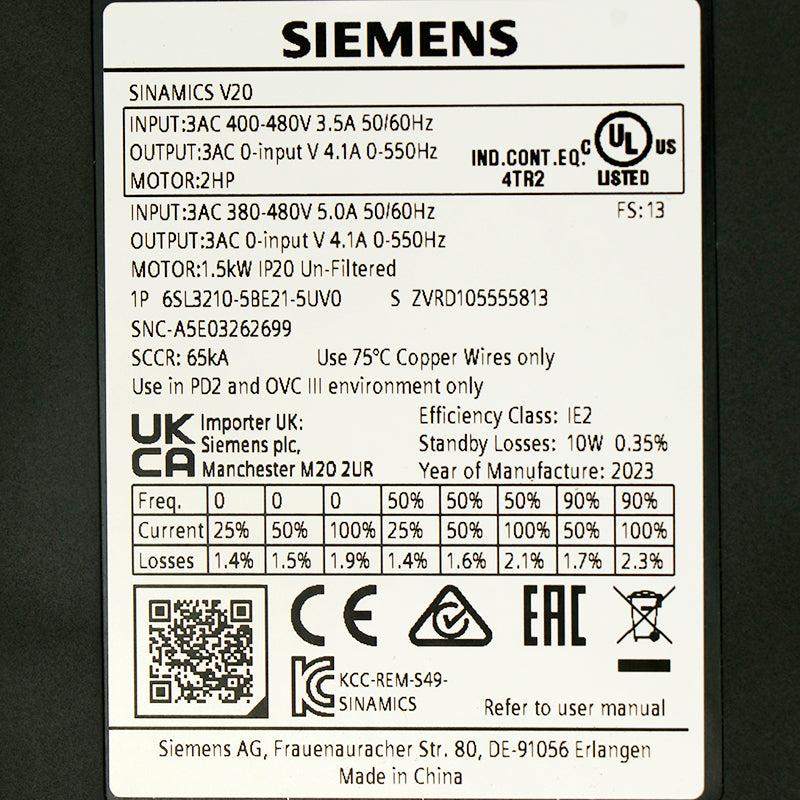 SIEMENS
SINAMICS V20
INPUT:3AC 400-480V 3.5A 50/60Hz
OUTPUT:3AC 0-input V 4.1A 0-550Hz
MOTOR:2HP
IND.CONT.EQ.
4TR2
C UL US
LISTED
INPUT:3AC 380-480V 5.0A 50/60Hz FS:13
OUTPUT:3AC 0-input V 4.1A 0-550Hz
MOTOR:1.5kW IP20 Un-Filtered
1P 6SL3210-5BE21-5UV0 S ZVRD105555813
SNC-A5E03262699
SCCR: 65kA Use 75°C Copper Wires only
Use in PD2 and OVC III environment only
UK
CA
Importer UK:
Siemens plc,
Manchester M20 2UR
Efficiency Class: IE2
Standby Losses: 10W 0.35%
Year of Manufacture: 2023
Freq. 0 0 0 50% 50% 50% 90% 90%
Current 25% 50% 100% 25% 50% 100% 50% 100%
Losses 1.4% 1.5% 1.9% 1.4% 1.6% 2.1% 1.7% 2.3%
CE
EAC
KCC-REM-S49-
SINAMICS
Refer to user manual
Siemens AG, Frauenauracher Str. 80, DE-91056 Erlangen
Made in China